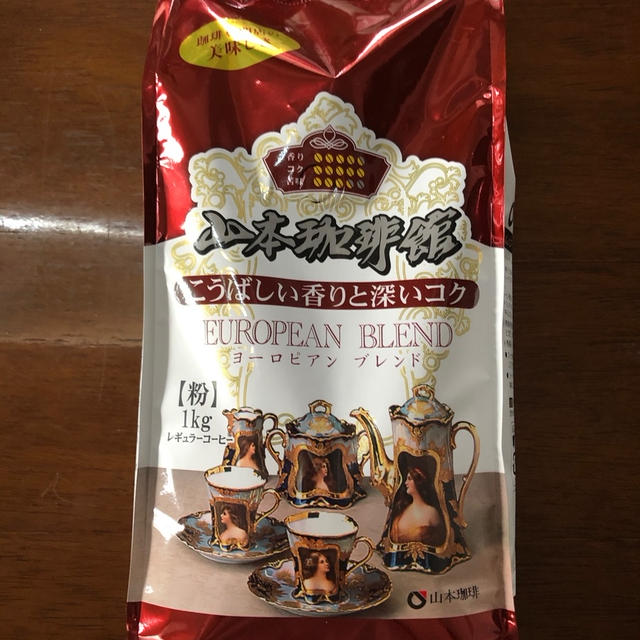 美味しい
香り
コク
苦味
山本珈琲館
こうばしい香りと深いコク
EUROPEAN BLEND
ヨーロピアン ブレンド
【粉】
1kg
レギュラーコーヒー
山本珈琲